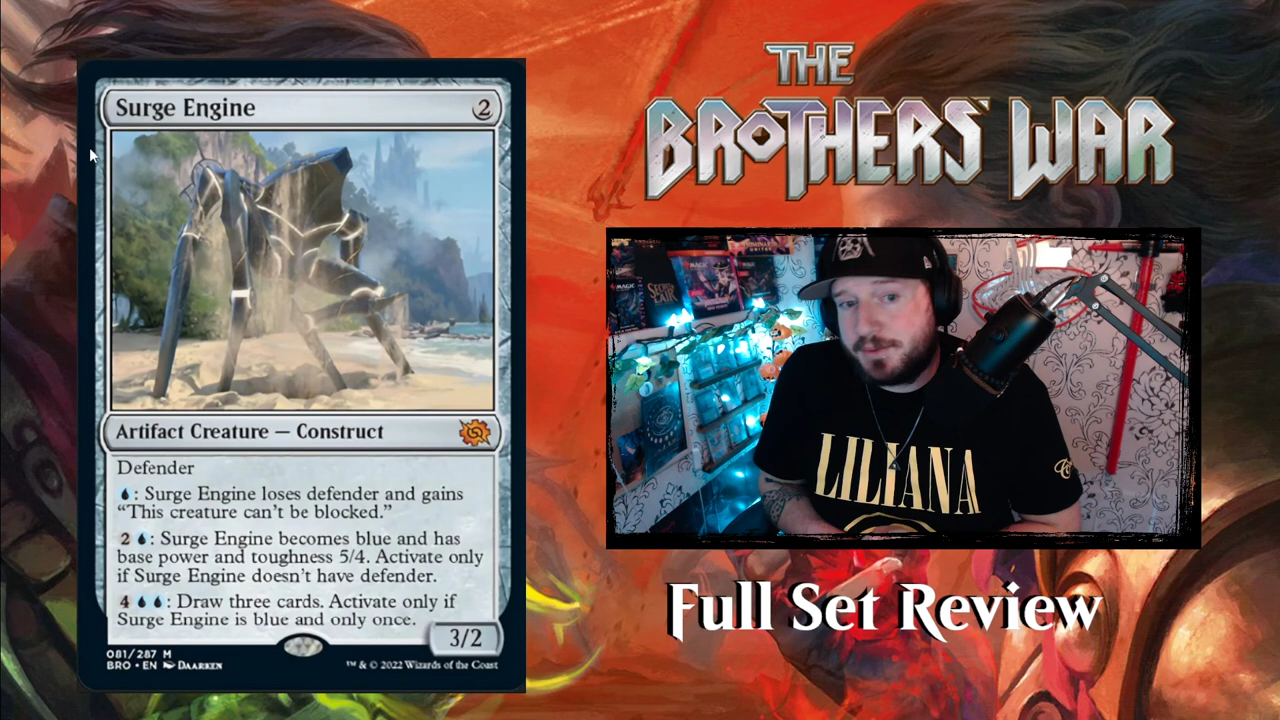 Surge Engine 2
Artifact Creature — Construct
Defender
: Surge Engine loses defender and gains
“This creature can't be blocked.”
2 : Surge Engine becomes blue and has
base power and toughness 5/4. Activate only
if Surge Engine doesn't have defender.
4 : Draw three cards. Activate only if
Surge Engine is blue and only once.
3/2
081/287 M
BRO • EN DAARKEN
™ & © 2022 Wizards of the Coast
THE
BROTHERS' WAR
MAGIC
SECRET
LAIR
LILIANA
Full Set Review